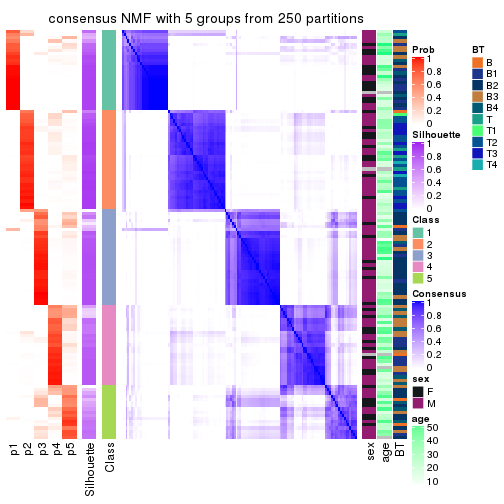 consensus NMF with 5 groups from 250 partitions
Prob
1
0.8
0.6
0.4
0.2
0
Silhouette
1
0.8
0.6
0.4
0.2
0
Class
1
2
3
4
5
Consensus
1
0.8
0.6
0.4
0.2
0
sex
F
M
age
50
40
30
20
10
BT
B
B1
B2
B3
B4
T
T1
T2
T3
T4
p1
p2
p3
p4
p5
Silhouette
Class
sex
age
BT